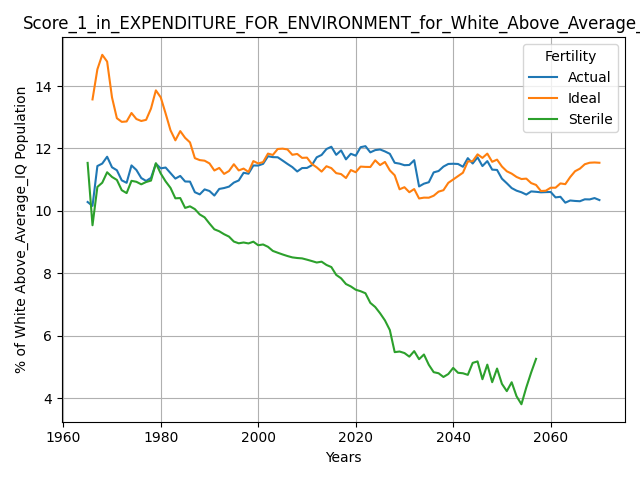 Score_1_in_EXPENDITURE_FOR_ENVIRONMENT_for_White_Above_Average_
Fertility
Actual
Ideal
Sterile
% of White Above_Average_IQ Population
14
12
10
8
6
4
1960 1980 2000 2020 2040 2060
Years